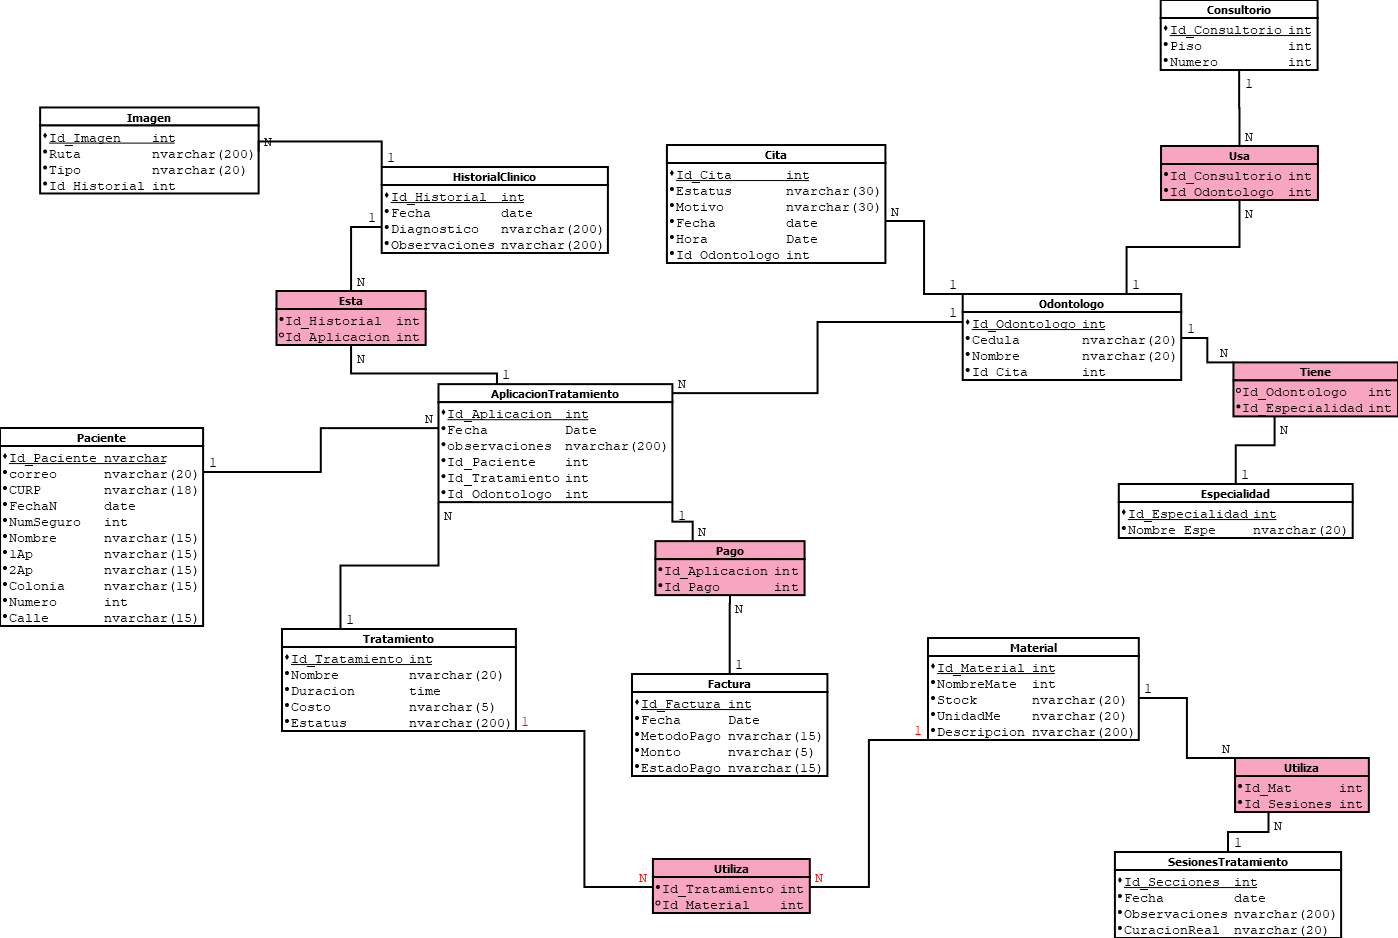 Consultorio
Id_Consultorio int
Piso int
Numero int
1
N
Usa
Id_Consultorio int
Id_Odontologo int
N
1
Imagen
Id_Imagen int
Ruta nvarchar(200)
Tipo nvarchar(20)
Id_Historial int
N
1
HistorialClinico
Id_Historial int
Fecha date
Diagnostico nvarchar(200)
Observaciones nvarchar(200)
1
N
Esta
Id_Historial int
Id_Aplicacion int
N
1
Cita
Id_Cita int
Estatus nvarchar(30)
Motivo nvarchar(30)
Fecha date
Hora Date
Id_Odontologo int
N
1
Odontologo
Id_Odontologo int
Cedula nvarchar(20)
Nombre nvarchar(20)
Id_Cita int
1
N
1
N
Tiene
Id_Odontologo int
Id_Especialidad int
N
1
Especialidad
Id_Especialidad int
Nombre_Espe nvarchar(20)
AplicacionTratamiento
Id_Aplicacion int
Fecha Date
observaciones nvarchar(200)
Id_Paciente int
Id_Tratamiento int
Id_Odontologo int
N
1
Paciente
Id_Paciente nvarchar
correo nvarchar(20)
CURP nvarchar(18)
FechaN date
NumSeguro int
Nombre nvarchar(15)
1Ap nvarchar(15)
2Ap nvarchar(15)
Colonia nvarchar(15)
Numero int
Calle nvarchar(15)
N
1
1
N
Pago
Id_Aplicacion int
Id_Pago int
N
1
Tratamiento
Id_Tratamiento int
Nombre nvarchar(20)
Duracion time
Costo nvarchar(5)
Estatus nvarchar(200)
1
Factura
Id_Factura int
Fecha Date
MetodoPago nvarchar(15)
Monto nvarchar(5)
EstadoPago nvarchar(15)
Material
Id_Material int
NombreMate int
Stock nvarchar(20)
UnidadMe nvarchar(20)
Descripcion nvarchar(200)
1
1
N
Utiliza
Id_Mat int
Id_Sesiones int
N
1
SesionesTratamiento
Id_Secciones int
Fecha date
Observaciones nvarchar(200)
CuracionReal nvarchar(20)
N
N
Utiliza
Id_Tratamiento int
Id_Material int